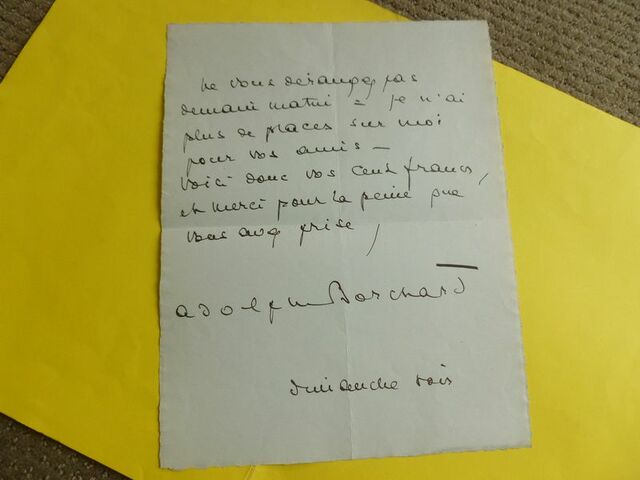 Ne vous dérangez pas
demain matin = je n'ai
plus de places sur moi
pour vos amis —
Voici donc vos cent francs,
et merci pour la peine que
vous avez prise,
Adolphe Borchard
dimanche soir